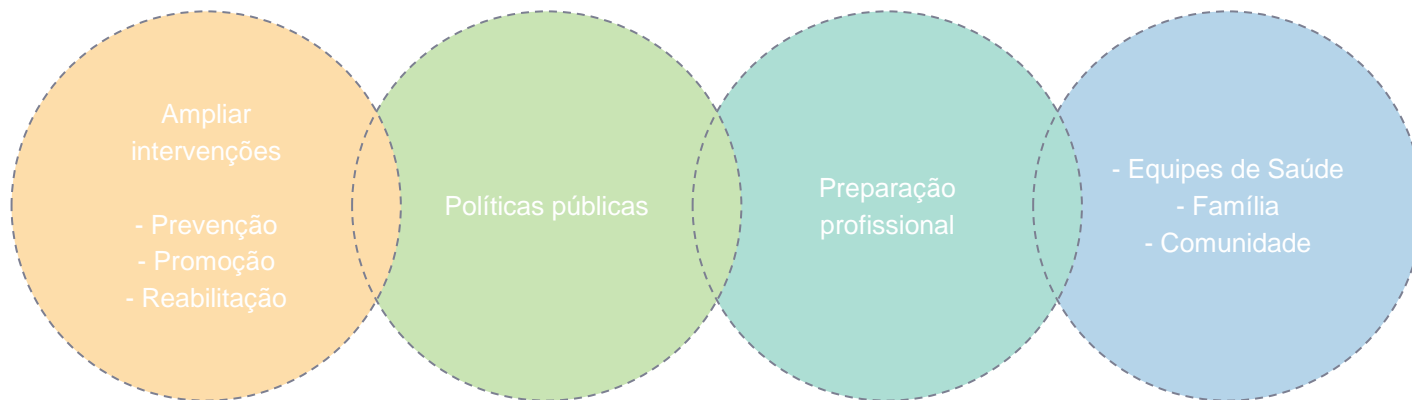 Ampliar
intervenções
- Prevenção
- Promoção
- Reabilitação
Políticas públicas
Preparação
profissional
- Equipes de Saúde
- Família
- Comunidade